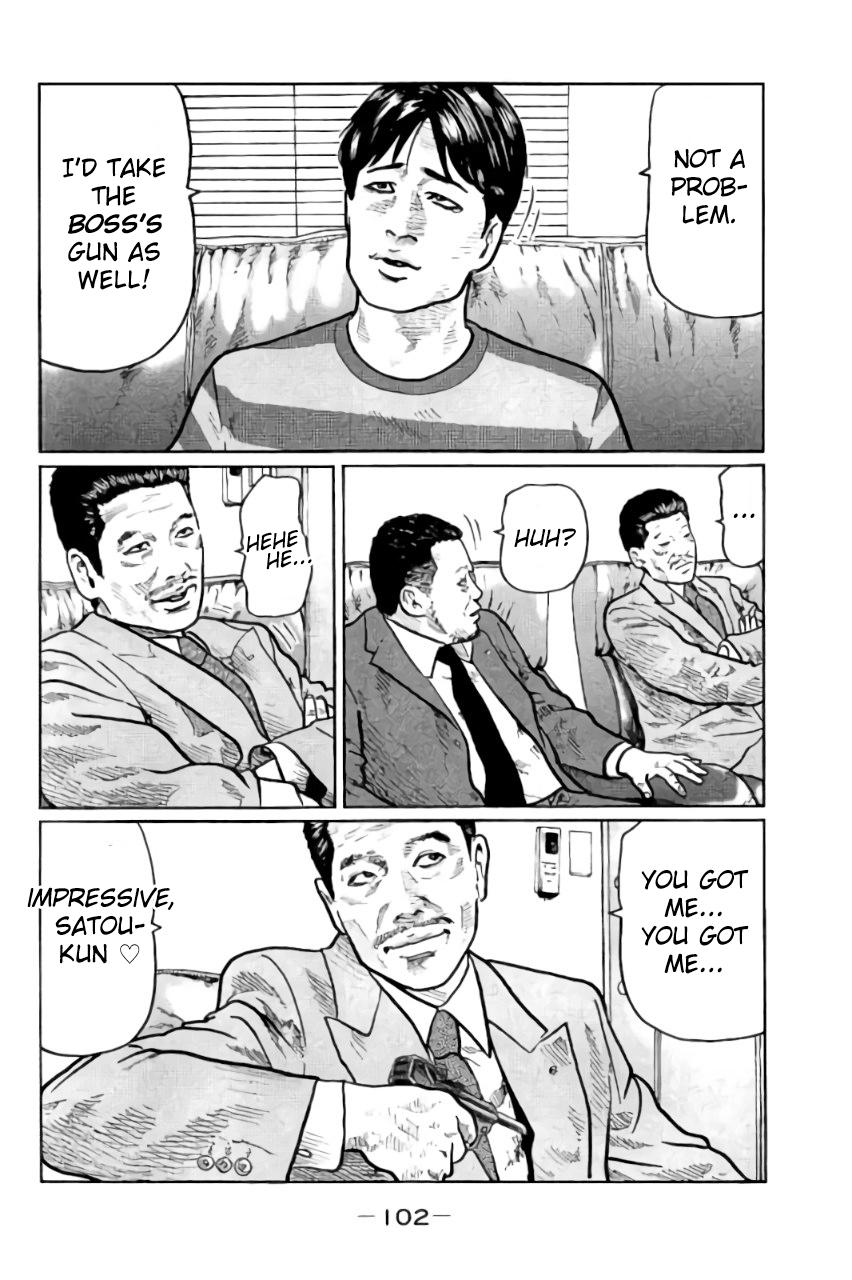 NOT A
PROB-
LEM.
I'D TAKE
THE
BOSS'S
GUN AS
WELL!
...
HUH?
HEHE
HE...
YOU GOT
ME...
YOU GOT
ME...
IMPRESSIVE,
SATOU-
KUN ♡
-102-